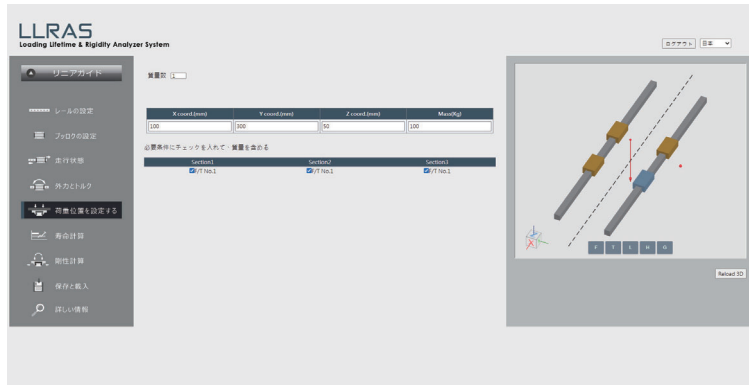 LLRAS
Loading Lifetime & Rigidity Analyzer System
ログアウト 日本
リニアガイド
レールの設定
ブロックの設定
走行状態
外力とトルク
荷重位置を設定する
寿命計算
剛性計算
保存と載入
詳しい情報
質量数 1
X coord.(mm) Y coord.(mm) Z coord.(mm) Mass(Kg)
100 300 50 100
必要条件にチェックを入れて・質量を含める
Section1 Section2 Section3
F/T No.1 F/T No.1 F/T No.1
F T L H O
Reload 3D